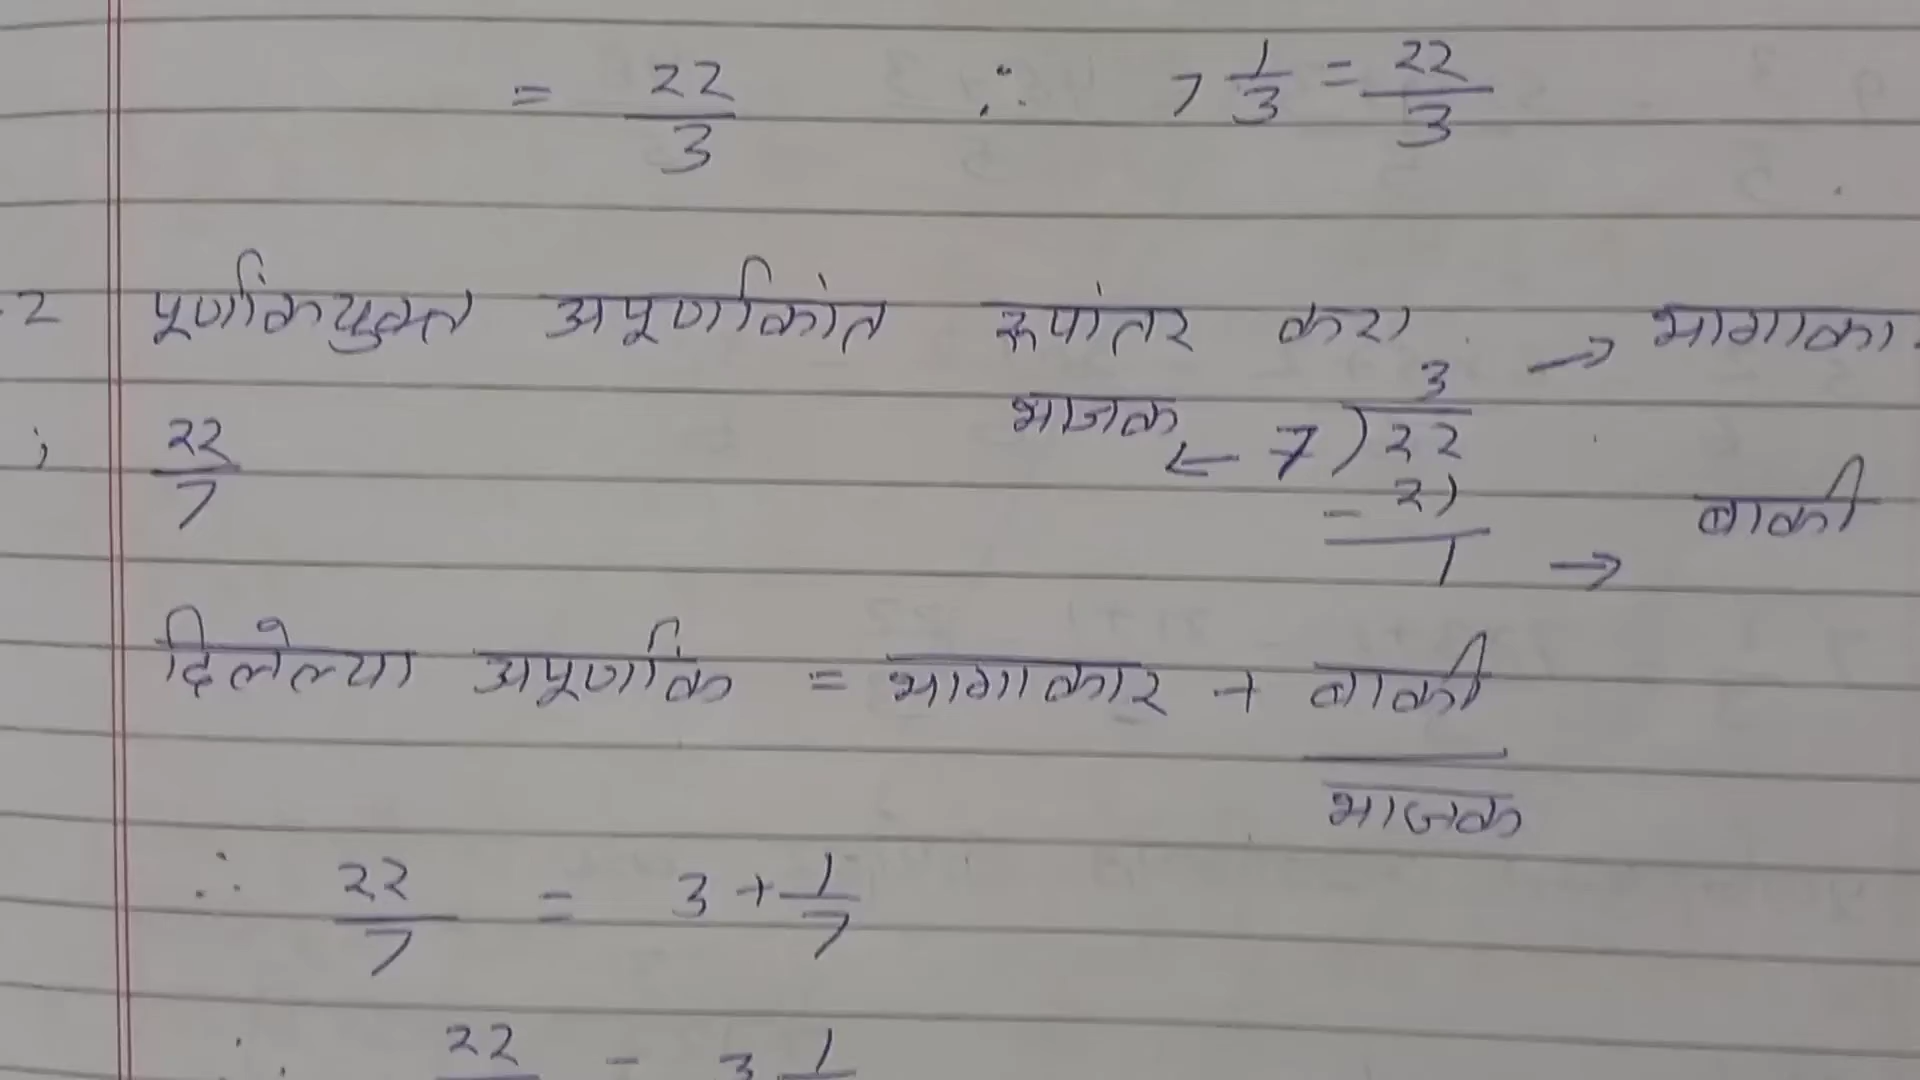 = 22/3 ∴ 7 1/3 = 22/3
2 पूर्णांकयुक्त अपूर्णांकांत रूपांतर करा
3 → भागाका
i 22/7 भाजक ← 7 ) 22
- 21
1 → बाकी
दिलेल्या अपूर्णांक = भागाकार + बाकी/भाजक
∴ 22/7 = 3 + 1/7
∴ 22 = 3 1